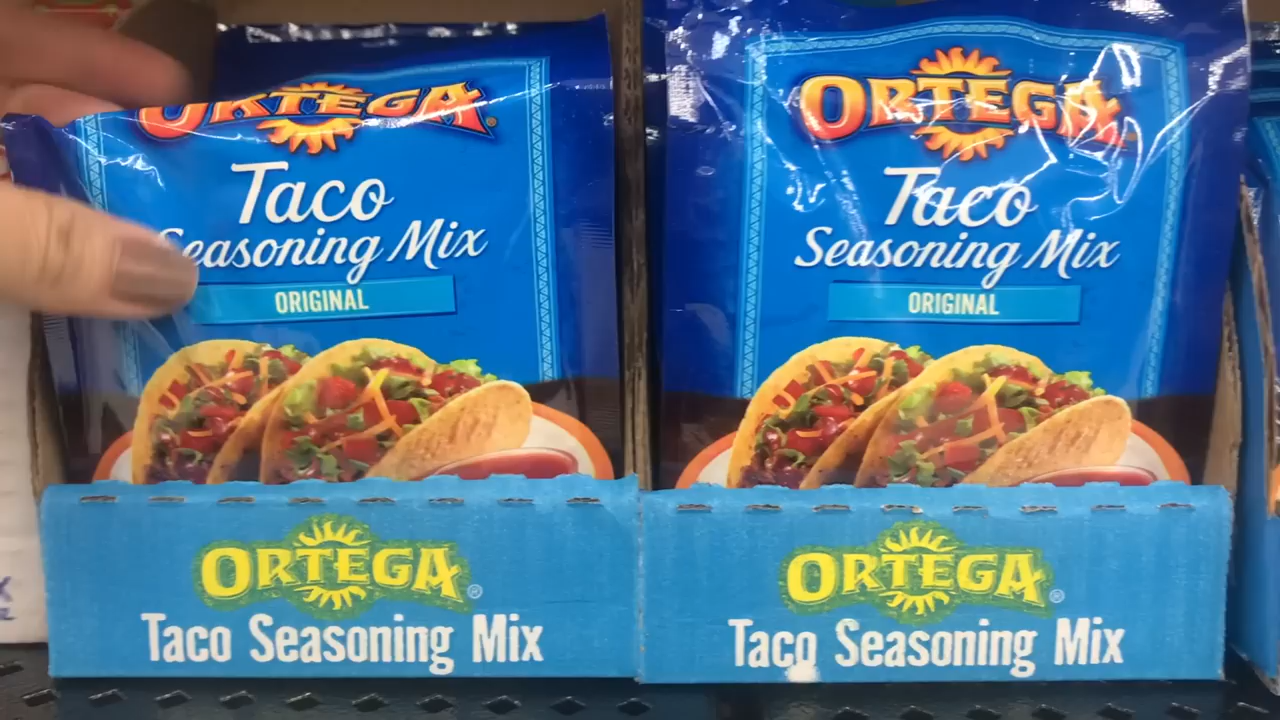 ORTEGA®
Taco
Seasoning Mix
ORIGINAL
ORTEGA
Taco
Seasoning Mix
ORIGINAL
ORTEGA®
Taco Seasoning Mix
ORTEGA®
Taco Seasoning Mix